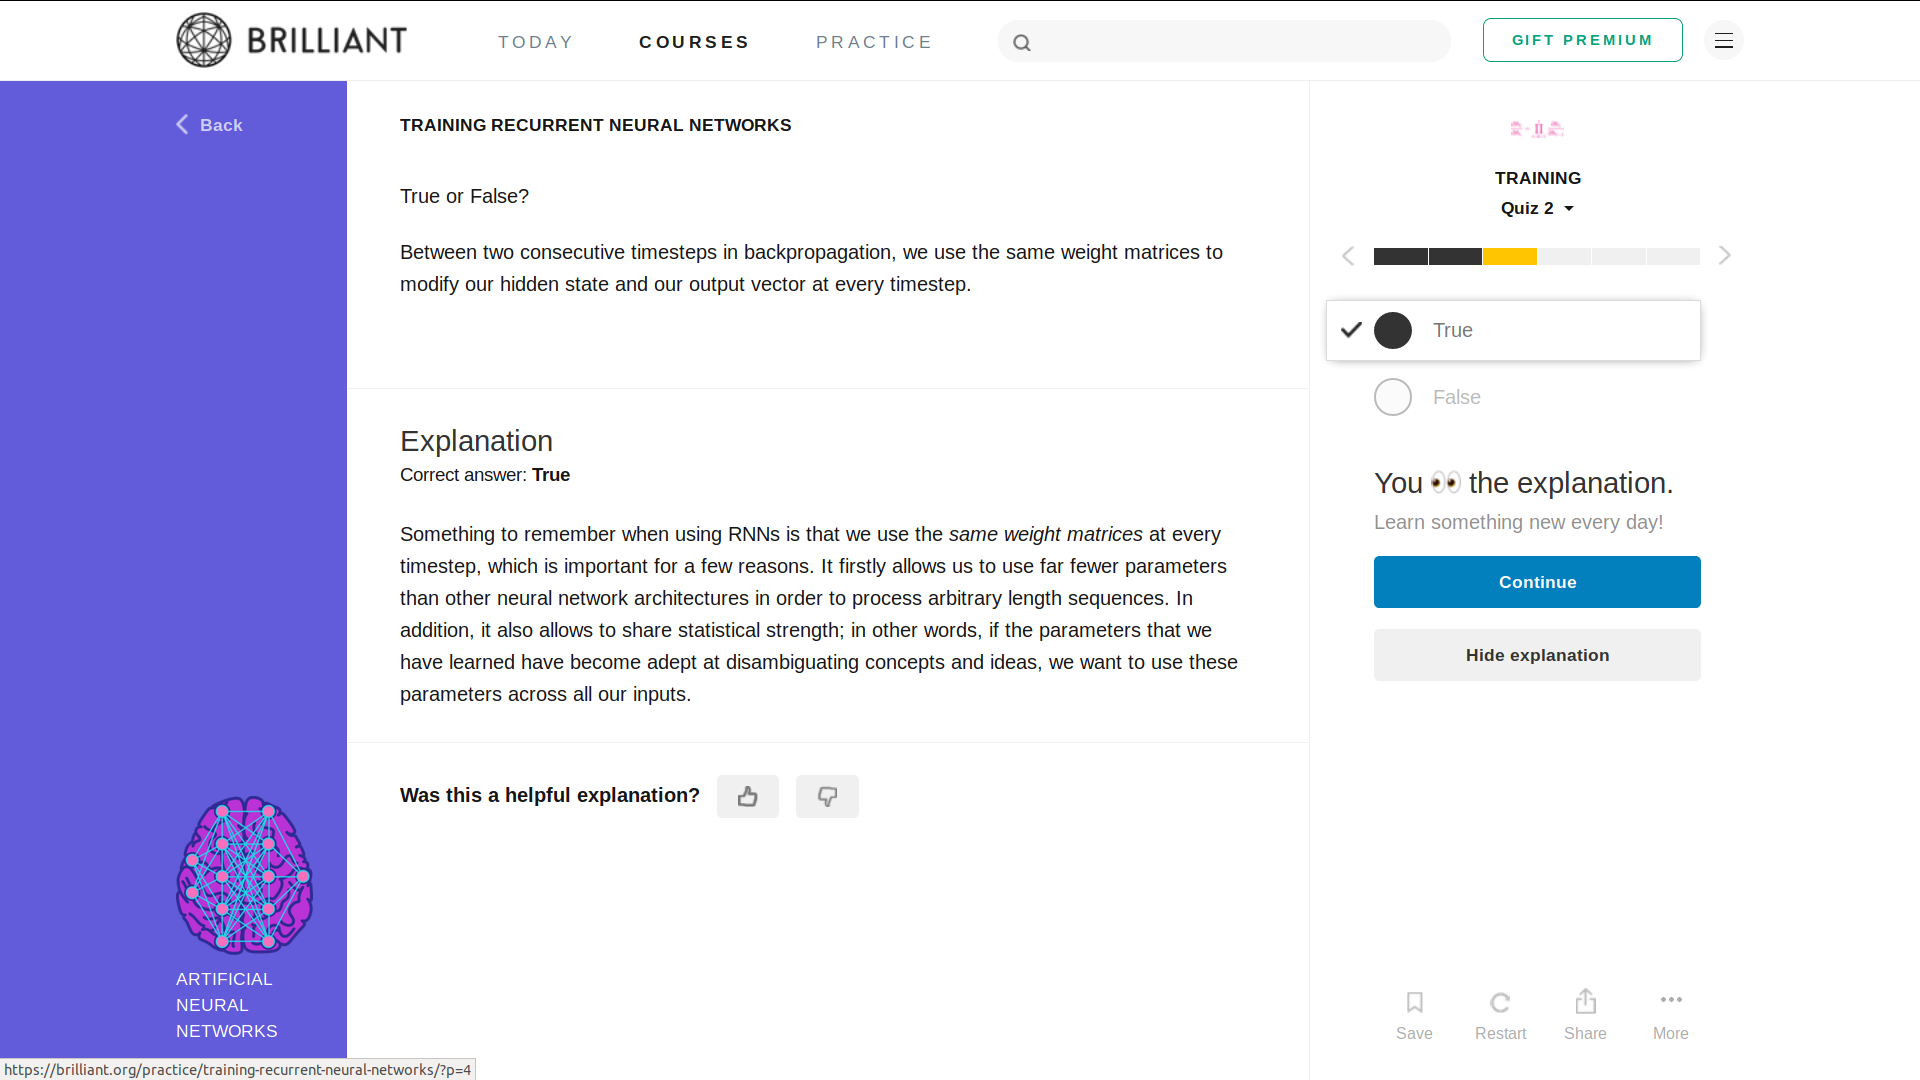 BRILLIANT
TODAY
COURSES
PRACTICE
GIFT PREMIUM
Back
TRAINING RECURRENT NEURAL NETWORKS
True or False?
Between two consecutive timesteps in backpropagation, we use the same weight matrices to
modify our hidden state and our output vector at every timestep.
Explanation
Correct answer: True
Something to remember when using RNNs is that we use the same weight matrices at every
timestep, which is important for a few reasons. It firstly allows us to use far fewer parameters
than other neural network architectures in order to process arbitrary length sequences. In
addition, it also allows to share statistical strength; in other words, if the parameters that we
have learned have become adept at disambiguating concepts and ideas, we want to use these
parameters across all our inputs.
Was this a helpful explanation?
TRAINING
Quiz 2
True
False
You 👀 the explanation.
Learn something new every day!
Continue
Hide explanation
Save
Restart
Share
More
ARTIFICIAL
NEURAL
NETWORKS
https://brilliant.org/practice/training-recurrent-neural-networks/?p=4